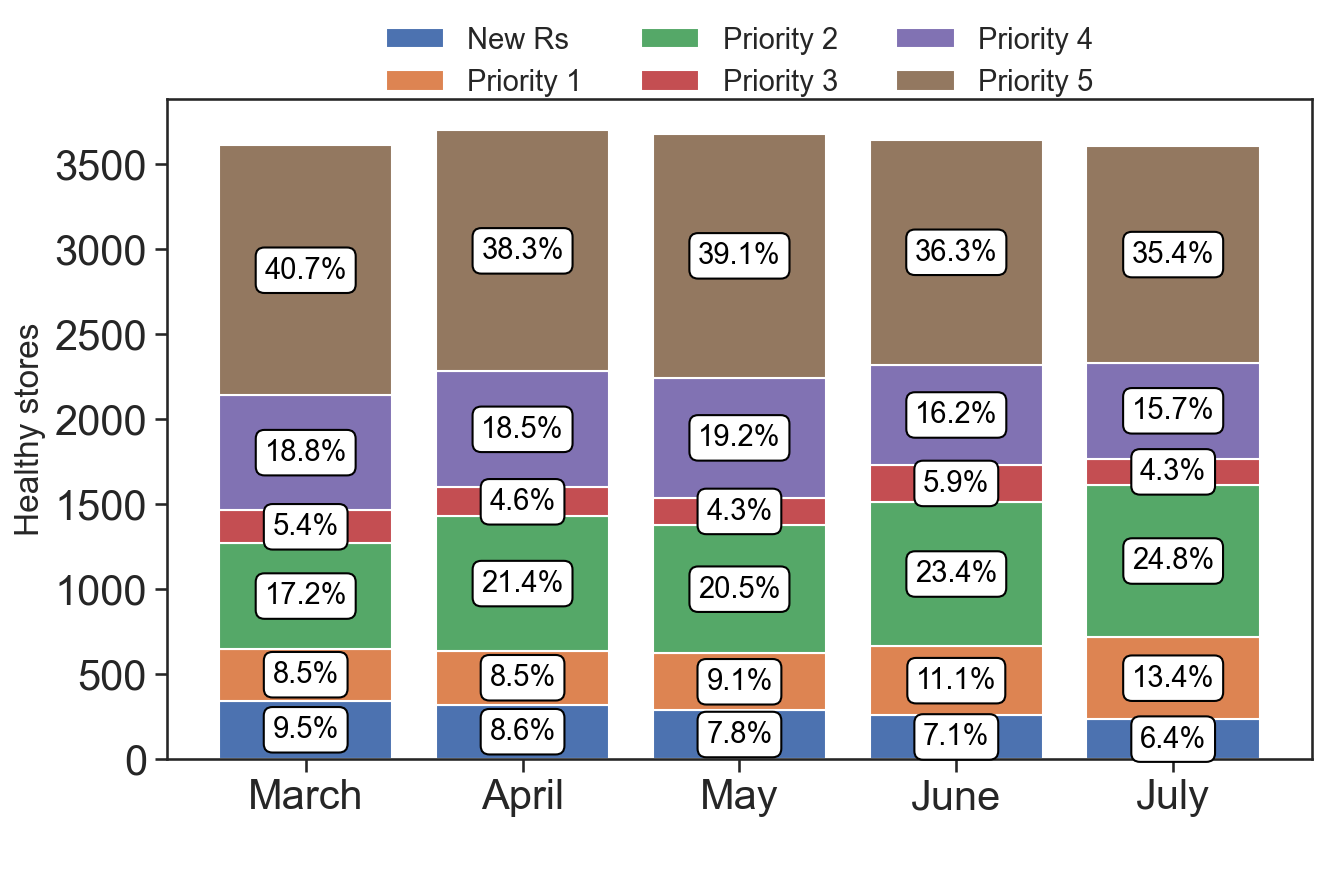 New Rs Priority 2 Priority 4
Priority 1 Priority 3 Priority 5
Healthy stores
3500
3000
2500
2000
1500
1000
500
0
40.7% 38.3% 39.1% 36.3% 35.4%
18.8% 18.5% 19.2% 16.2% 15.7%
5.4% 4.6% 4.3% 5.9% 4.3%
17.2% 21.4% 20.5% 23.4% 24.8%
8.5% 8.5% 9.1% 11.1% 13.4%
9.5% 8.6% 7.8% 7.1% 6.4%
March April May June July